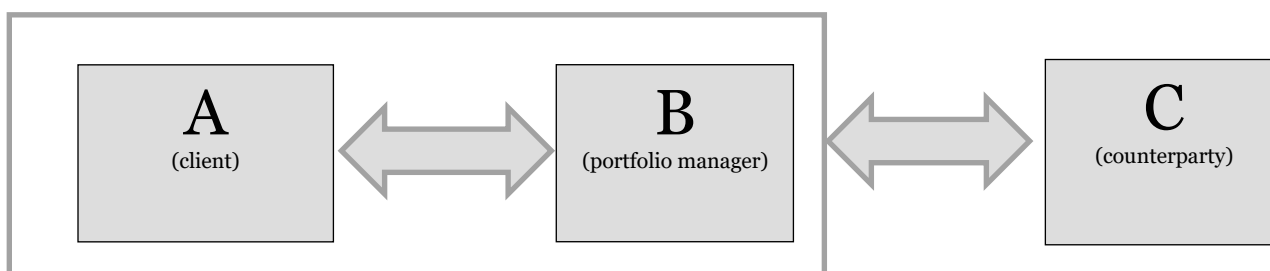 A
(client)
B
(portfolio manager)
C
(counterparty)